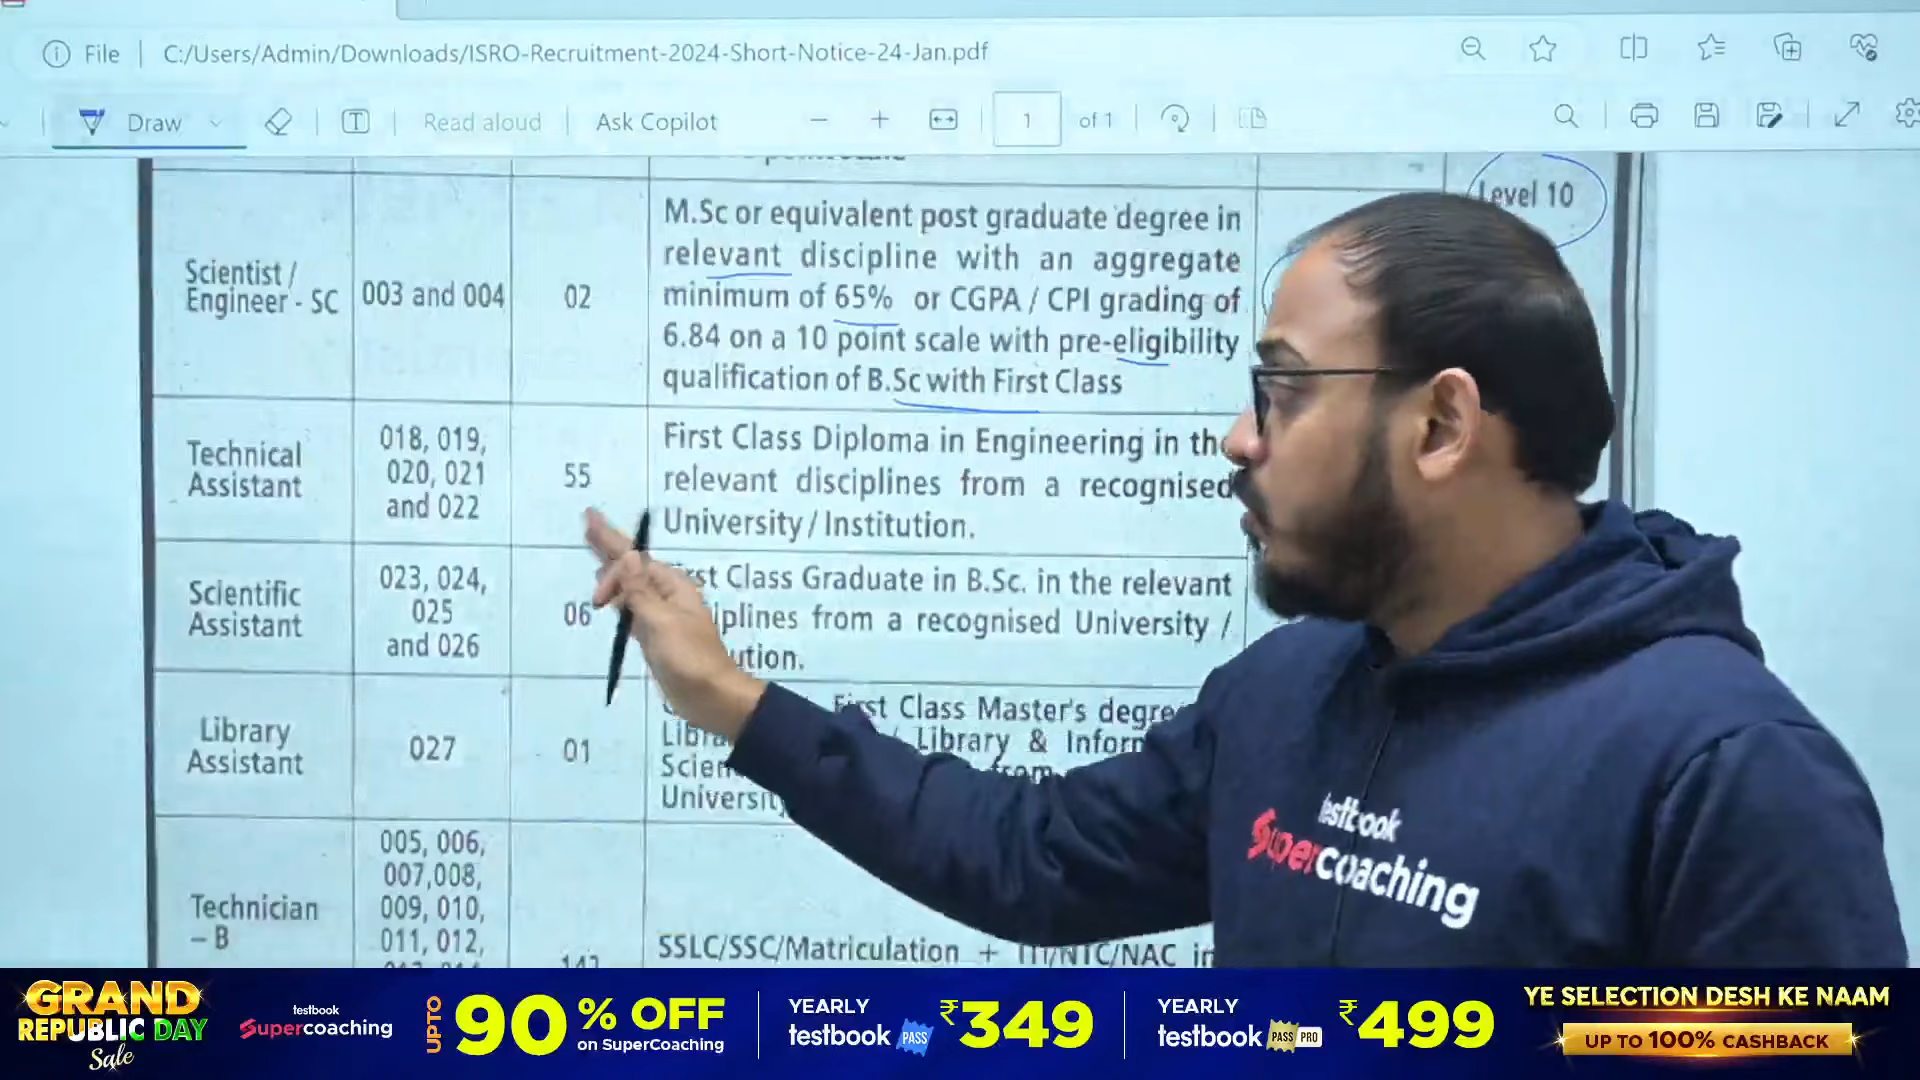 File
C:/Users/Admin/Downloads/ISRO-Recruitment-2024-Short-Notice-24-Jan.pdf
Draw
Read aloud
Ask Copilot
1 of 1
Level 10
Scientist /
Engineer - SC
003 and 004
02
M.Sc or equivalent post graduate degree in
relevant discipline with an aggregate
minimum of 65% or CGPA / CPI grading of
6.84 on a 10 point scale with pre-eligibility
qualification of B.Sc with First Class
Technical
Assistant
018, 019,
020, 021
and 022
55
First Class Diploma in Engineering in the
relevant disciplines from a recognised
University / Institution.
Scientific
Assistant
023, 024,
025
and 026
06
Class Graduate in B.Sc. in the relevant
from a recognised University /
Library
Assistant
027
01
First Class Master's
Library & 
from
Technician
– B
005, 006,
007,008,
009, 010,
011, 012,
SSLC/SSC/Matriculation + ITI/NTC/NAC in
testbook
Supercoaching
GRAND
REPUBLIC DAY
Sale
testbook
Supercoaching
UPTO
90% OFF
on SuperCoaching
YEARLY
testbook PASS
₹349
YEARLY
testbook PASS PRO
₹499
YE SELECTION DESH KE NAAM
UP TO 100% CASHBACK